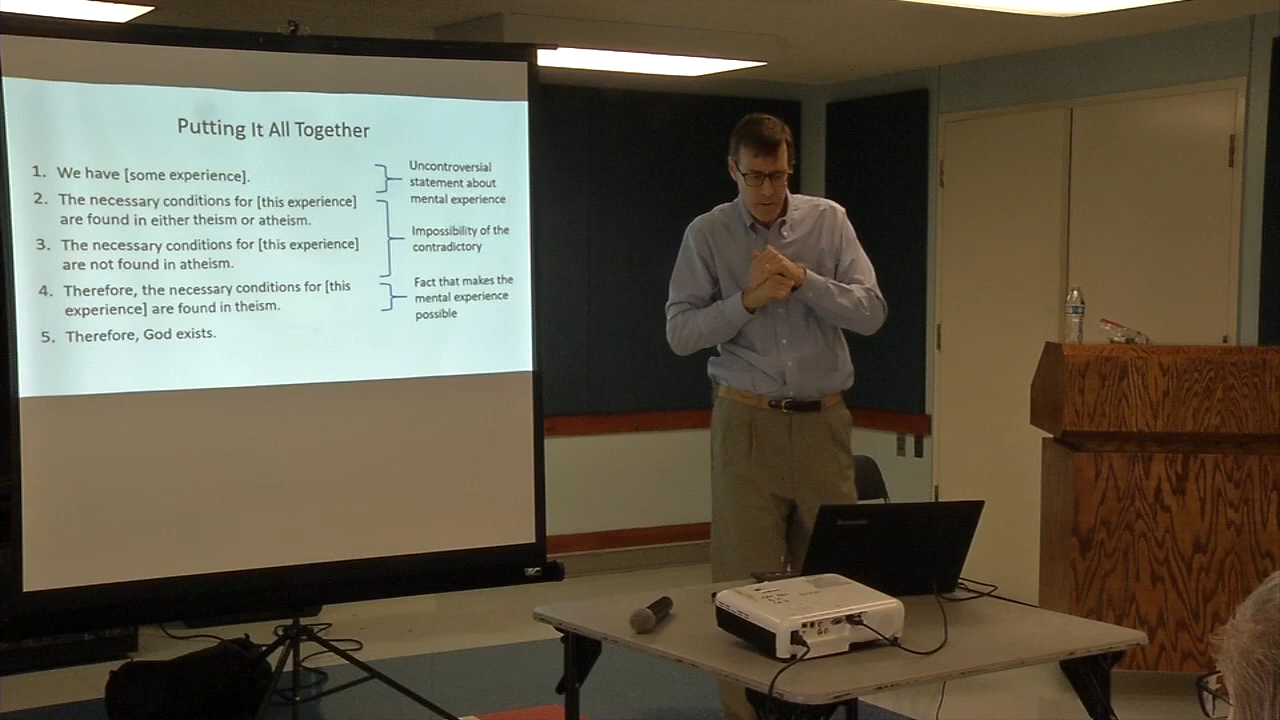 Putting It All Together
1. We have [some experience].
2. The necessary conditions for [this experience]
are found in either theism or atheism.
3. The necessary conditions for [this experience]
are not found in atheism.
4. Therefore, the necessary conditions for [this
experience] are found in theism.
5. Therefore, God exists.
Uncontroversial
statement about
mental experience
Impossibility of the
contradictory
Fact that makes the
mental experience
possible